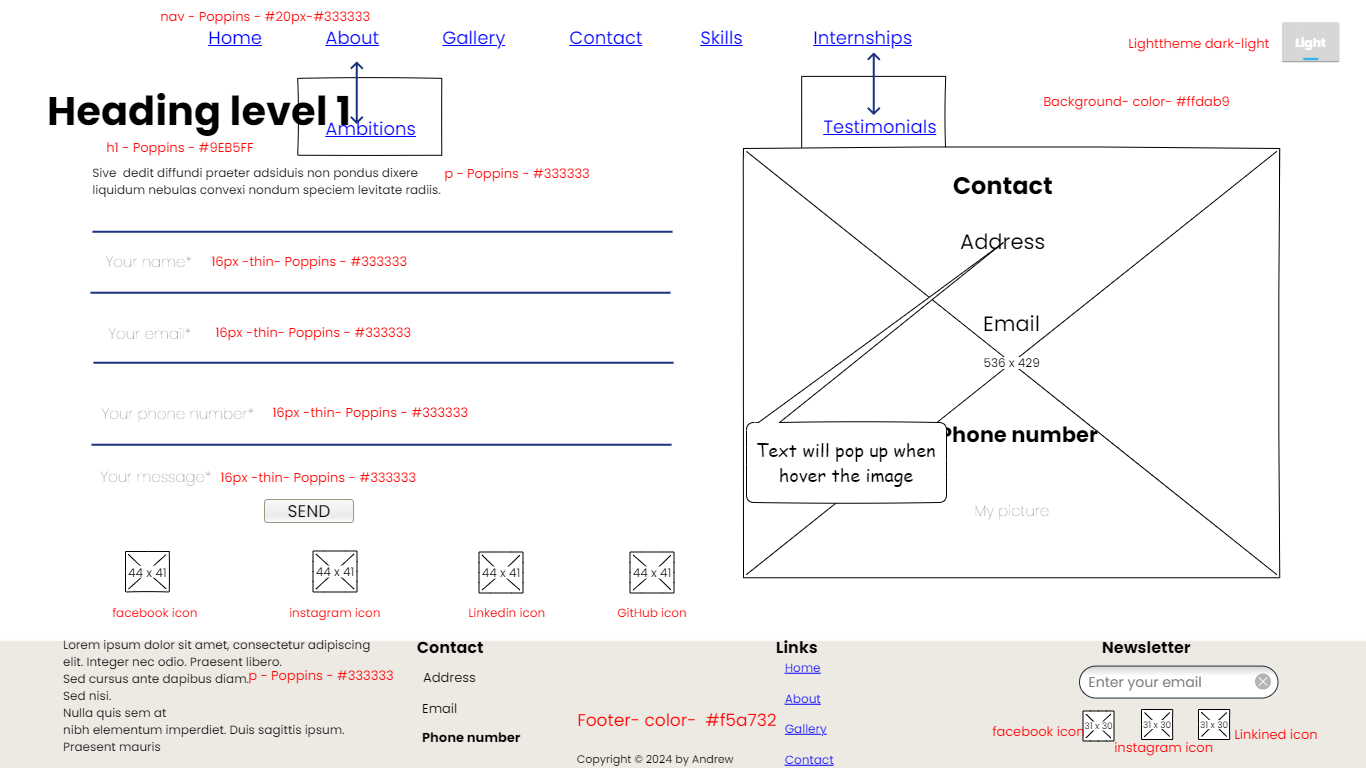 nav - Poppins - #20px-#333333
Home About Gallery Contact Skills Internships
Lighttheme dark-light
Light
Background- color- #ffdab9
Heading level 1
Ambitions
Testimonials
h1 - Poppins - #9EB5FF
Sive dedit diffundi praeter adsiduis non pondus dixere
liquidum nebulas convexi nondum speciem levitate radiis.
p - Poppins - #333333
Your name* 16px -thin- Poppins - #333333
Your email* 16px -thin- Poppins - #333333
Your phone number* 16px -thin- Poppins - #333333
Your message* 16px -thin- Poppins - #333333
SEND
44 x 41 44 x 41 44 x 41 44 x 41
facebook icon instagram icon Linkedin icon GitHub icon
Contact
Address
Email
536 x 429
Phone number
Text will pop up when
hover the image
My picture
Lorem ipsum dolor sit amet, consectetur adipiscing
elit. Integer nec odio. Praesent libero.
Sed cursus ante dapibus diam.
p - Poppins - #333333
Sed nisi.
Nulla quis sem at
nibh elementum imperdiet. Duis sagittis ipsum.
Praesent mauris
Contact
Address
Email
Phone number
Footer- color- #f5a732
Copyright © 2024 by Andrew
Links
Home
About
Gallery
Contact
Newsletter
Enter your email
31 x 30 31 x 30 31 x 30
facebook icon
instagram icon
Linkined icon